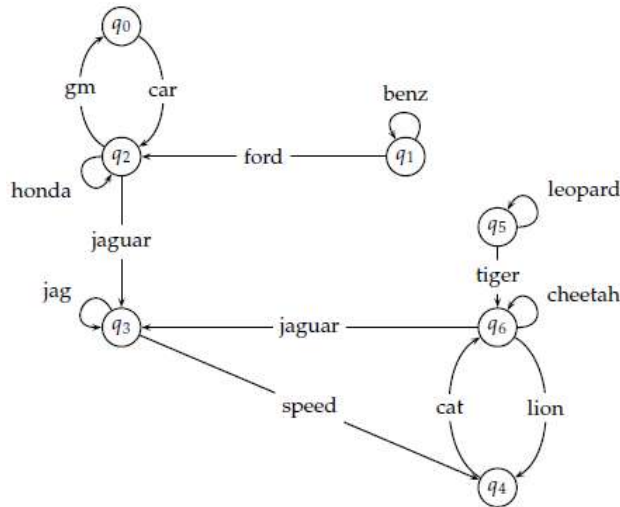 q0
gm car
benz
q2 ford q1
honda leopard
q5
jaguar
tiger
jag cheetah
q3 jaguar q6
speed cat lion
q4